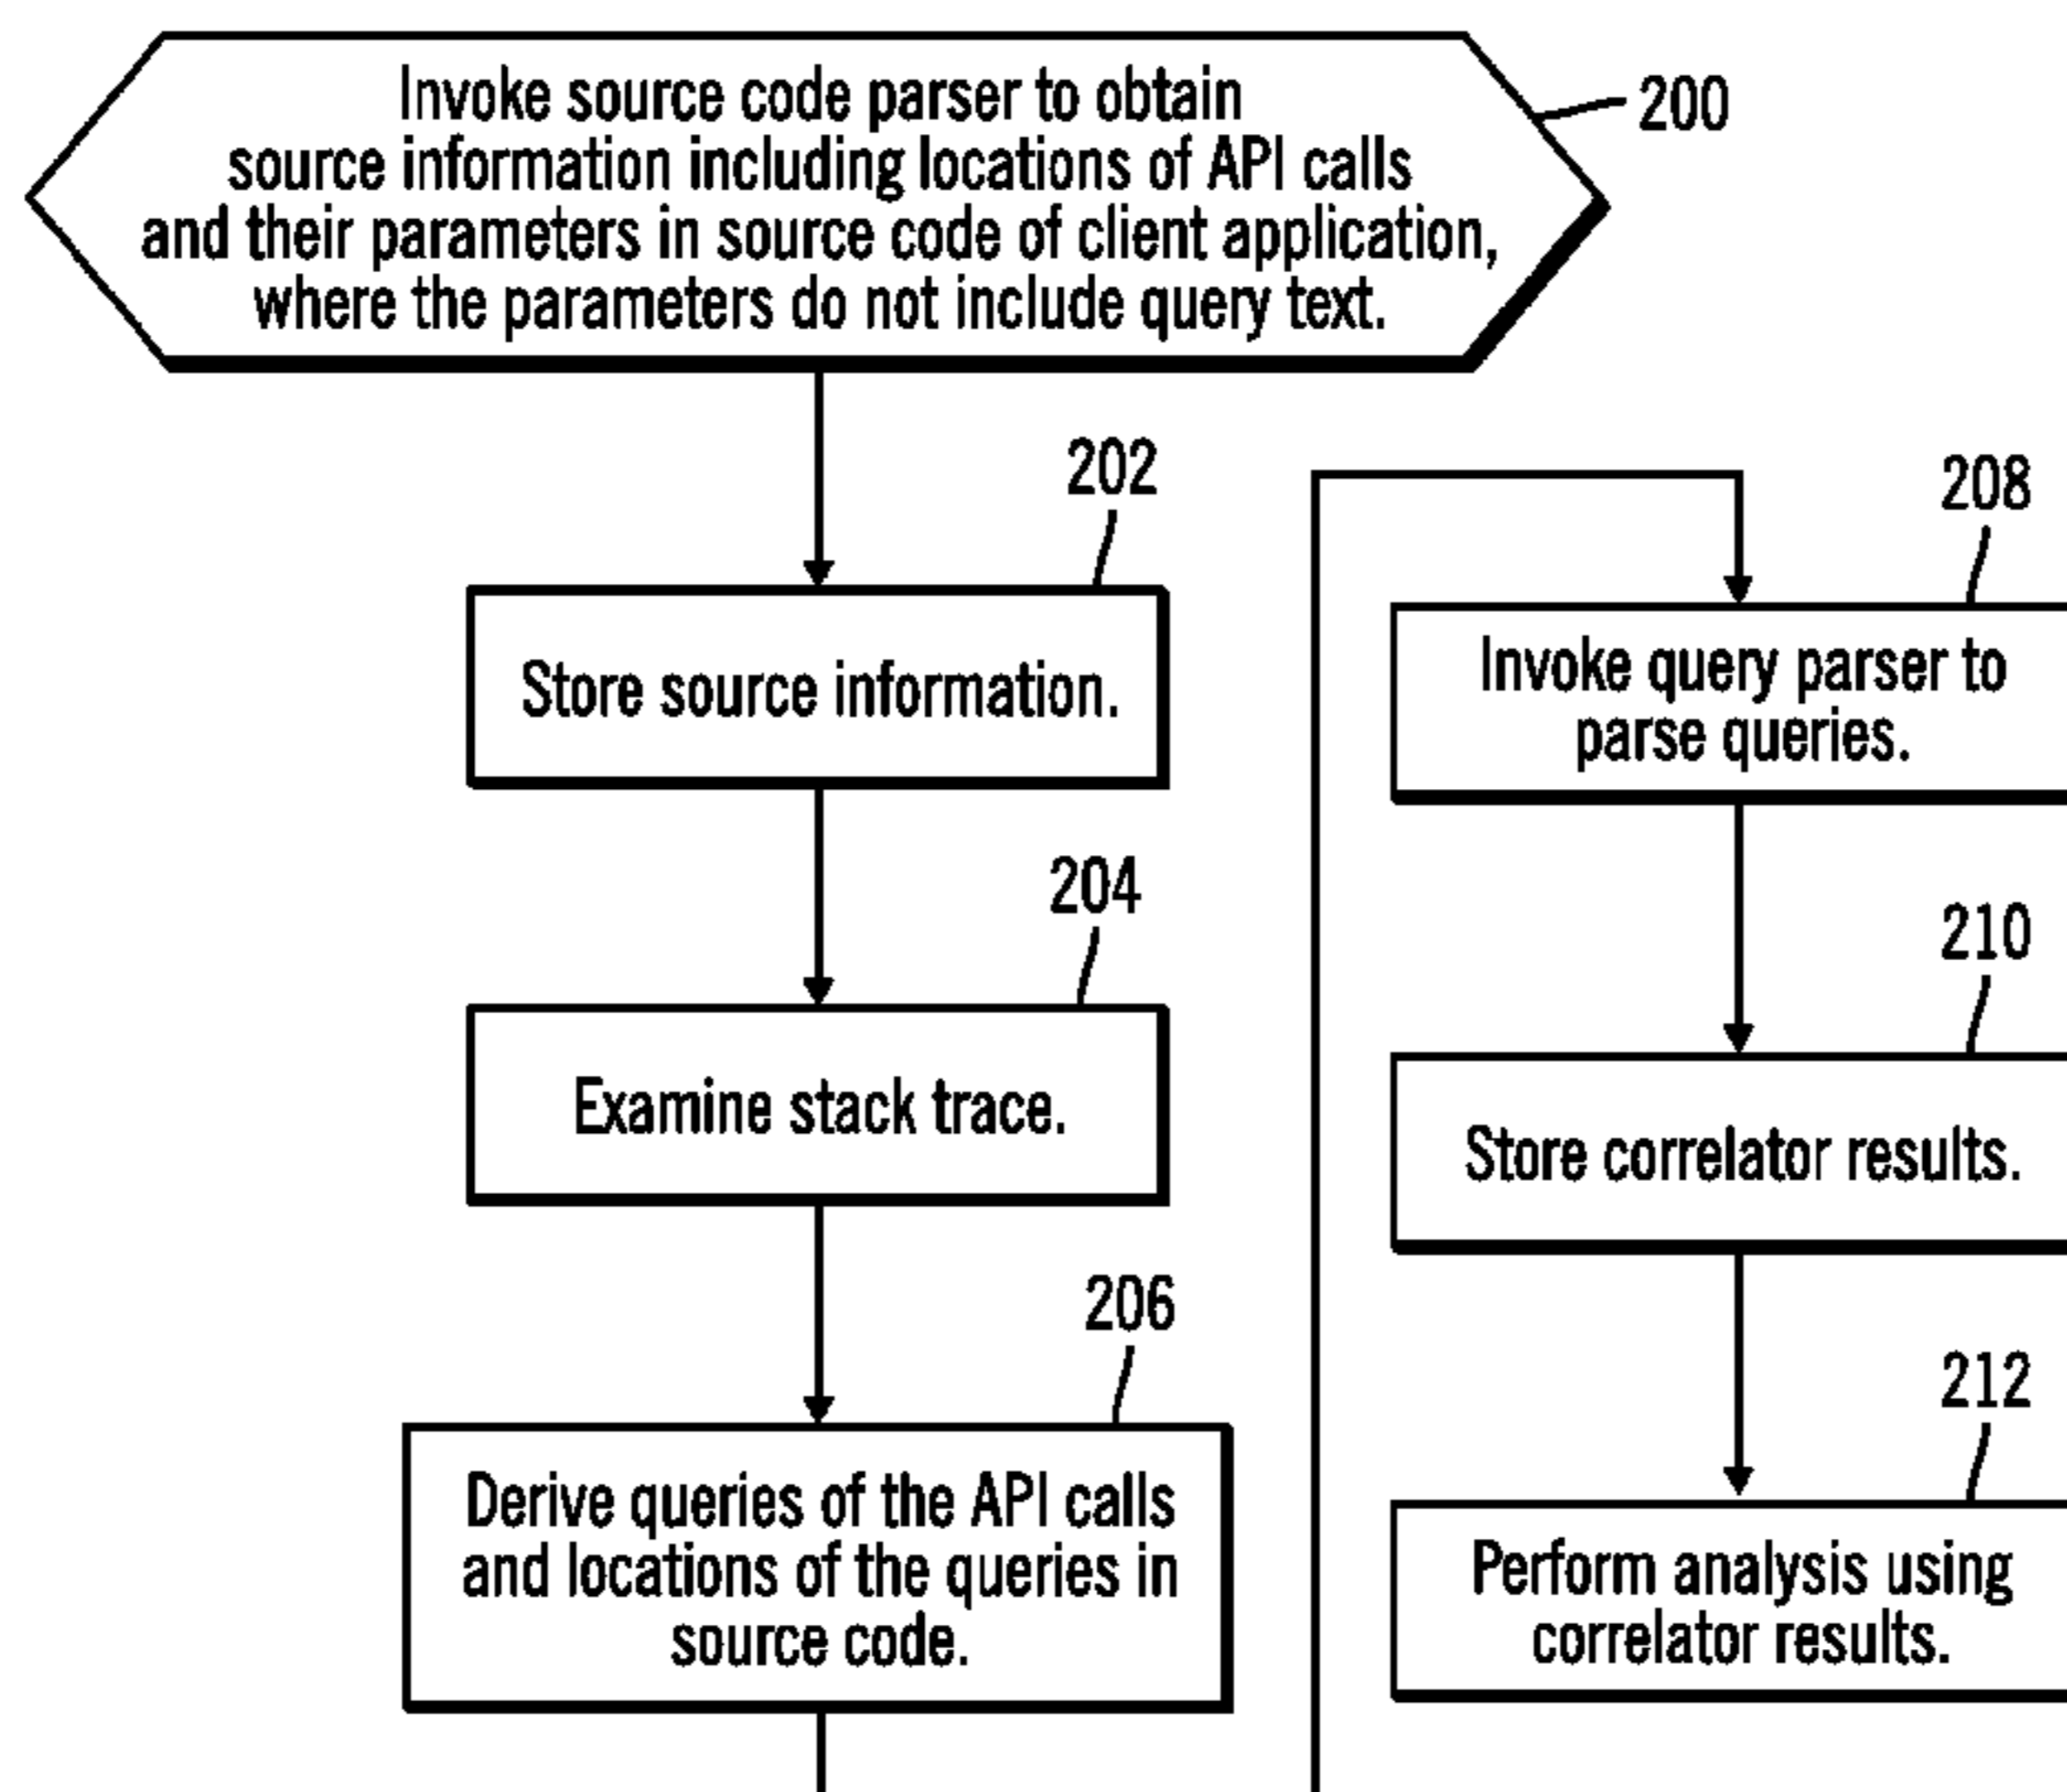 Invoke source code parser to obtain
source information including locations of API calls
and their parameters in source code of client application,
where the parameters do not include query text.
200
202
Store source information.
204
Examine stack trace.
206
Derive queries of the API calls
and locations of the queries in
source code.
208
Invoke query parser to
parse queries.
210
Store correlator results.
212
Perform analysis using
correlator results.